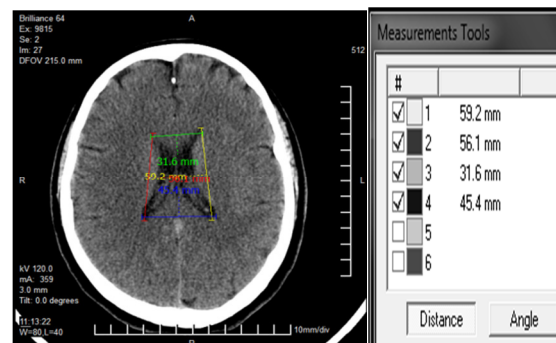 Brilliance 64
Ex: 9815
Se: 2
Im: 27
DFOV 215.0 mm
A
512
R
L
31.6 mm
59.2 mm
45.4 mm
kV 120.0
mA: 359
3.0 mm
Tilt: 0.0 degrees
11:13:22
W=80,L=40
10mm/div
Measurements Tools
#
1 59.2 mm
2 56.1 mm
3 31.6 mm
4 45.4 mm
5
6
Distance
Angle